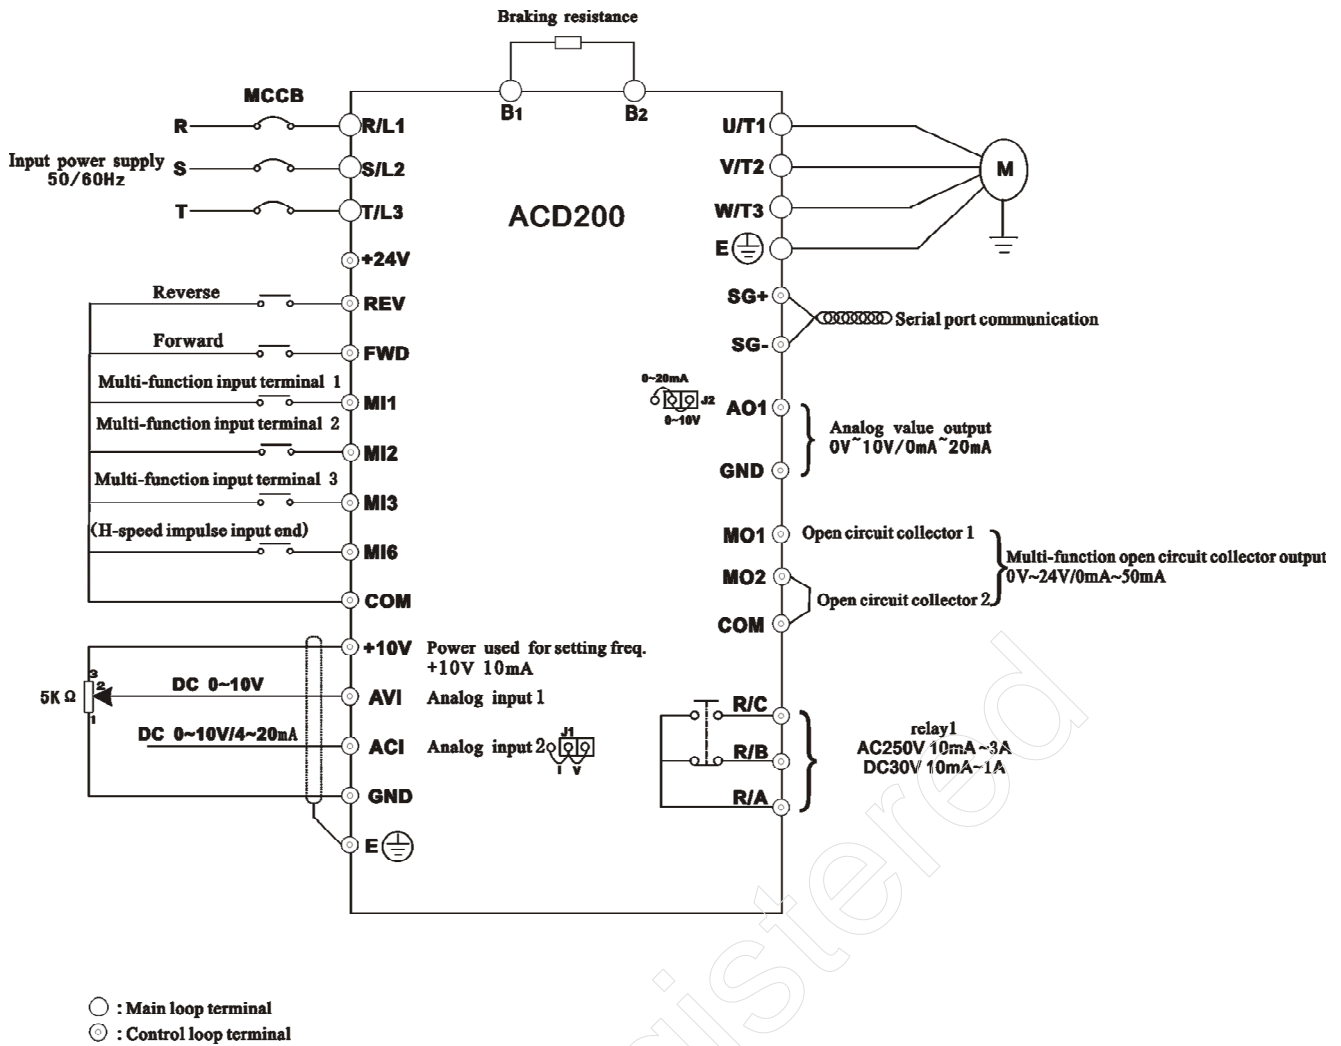 Braking resistance
MCCB
B1
B2
R
R/L1
U/T1
Input power supply
50/60Hz
S
S/L2
V/T2
M
T
T/L3
ACD200
W/T3
+24V
E
Reverse
REV
SG+
Serial port communication
Forward
FWD
SG-
Multi-function input terminal 1
MI1
0~20mA
J2
0~10V
AO1
Analog value output
0V~10V/0mA~20mA
Multi-function input terminal 2
MI2
GND
Multi-function input terminal 3
MI3
(H-speed impulse input end)
MI6
MO1
Open circuit collector 1
Multi-function open circuit collector output
0V~24V/0mA~50mA
MO2
Open circuit collector 2
COM
COM
+10V
Power used for setting freq.
+10V 10mA
5K Ω
3
2
1
DC 0~10V
AVI
Analog input 1
DC 0~10V/4~20mA
ACI
Analog input 2
J1
I V
GND
E
R/C
R/B
R/A
relay1
AC250V 10mA~3A
DC30V 10mA~1A
: Main loop terminal
: Control loop terminal
gistered